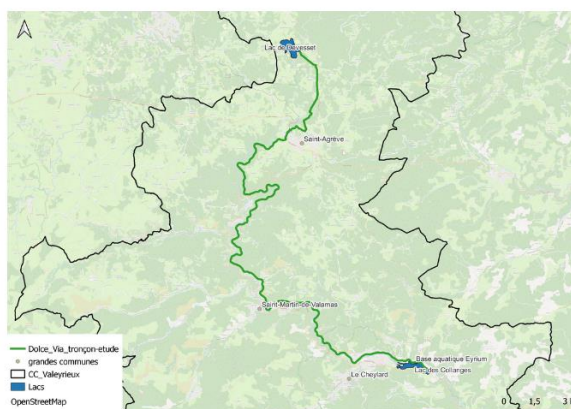 Lac de Devesset
Saint-Agrève
Saint-Martin-de-Valamas
Base aquatique Eyrium
Lac des Collanges
Le Cheylard
Dolce_Via_tronçon-etude
grandes communes
CC_Valeyrieux
Lacs
OpenStreetMap
0 1,5 3